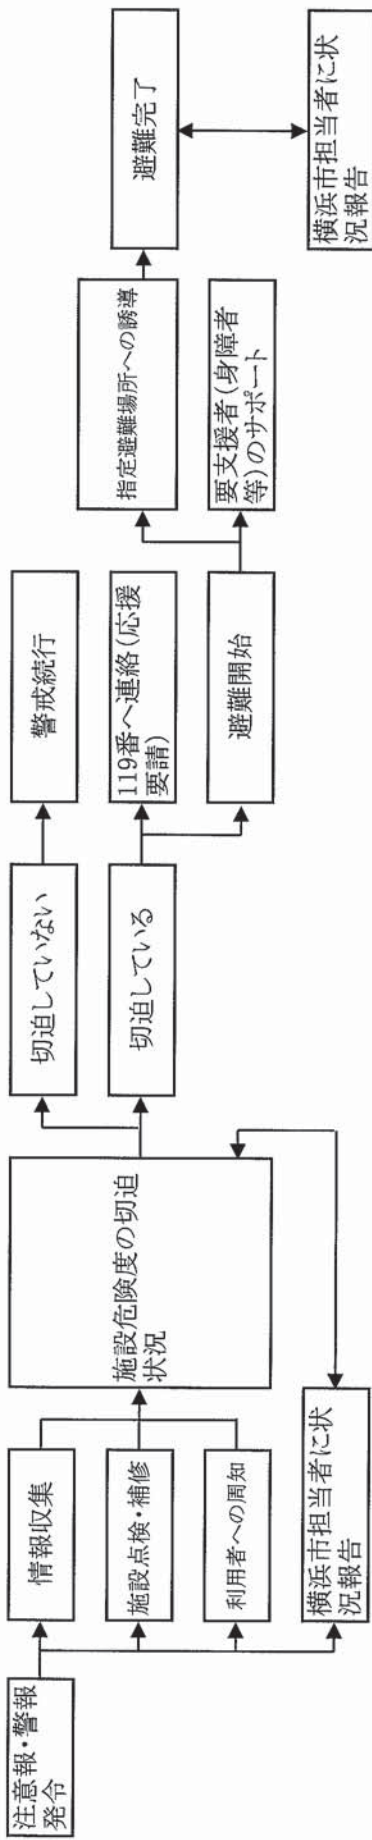 注意報・警報
発令
情報収集
施設点検・補修
利用者への周知
横浜市担当者に状
況報告
施設危険度の切迫
状況
切迫していない
切迫している
警戒続行
119番へ連絡(応援
要請)
避難開始
指定避難場所への誘導
要支援者(身障者
等)のサポート
避難完了
横浜市担当者に状
況報告